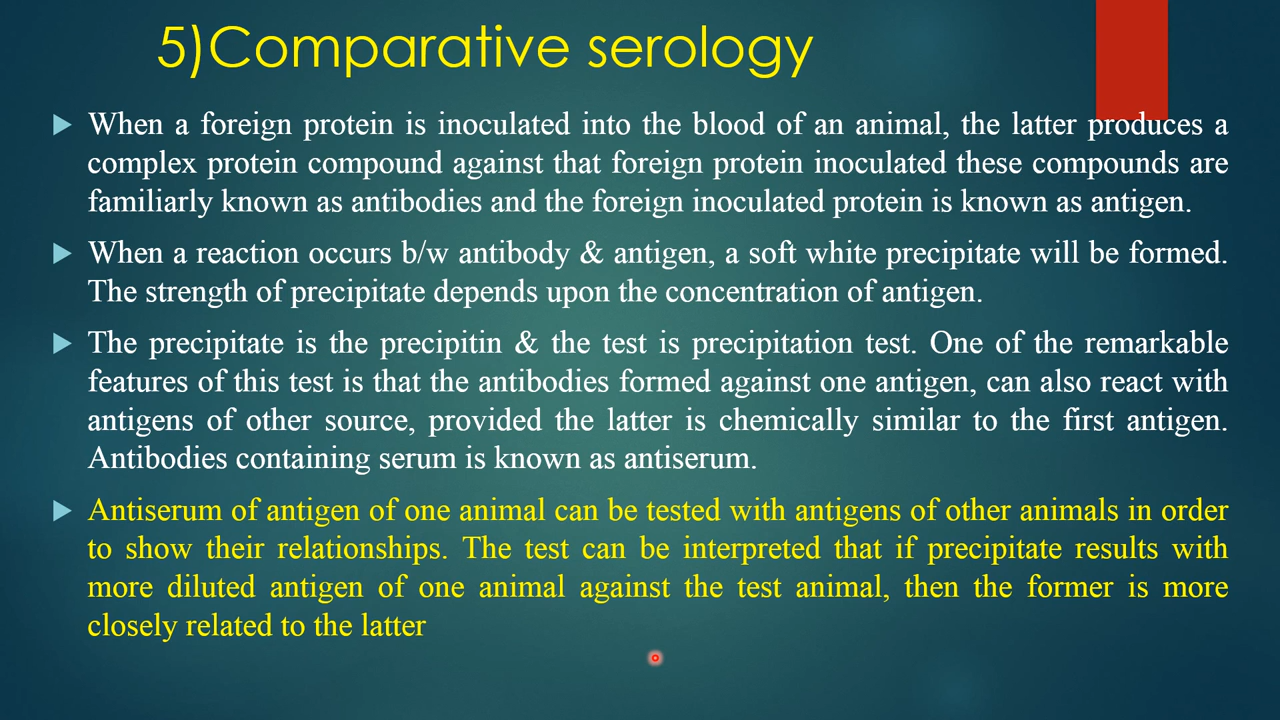 5)Comparative serology
When a foreign protein is inoculated into the blood of an animal, the latter produces a
complex protein compound against that foreign protein inoculated these compounds are
familiarly known as antibodies and the foreign inoculated protein is known as antigen.
When a reaction occurs b/w antibody & antigen, a soft white precipitate will be formed.
The strength of precipitate depends upon the concentration of antigen.
The precipitate is the precipitin & the test is precipitation test. One of the remarkable
features of this test is that the antibodies formed against one antigen, can also react with
antigens of other source, provided the latter is chemically similar to the first antigen.
Antibodies containing serum is known as antiserum.
Antiserum of antigen of one animal can be tested with antigens of other animals in order
to show their relationships. The test can be interpreted that if precipitate results with
more diluted antigen of one animal against the test animal, then the former is more
closely related to the latter